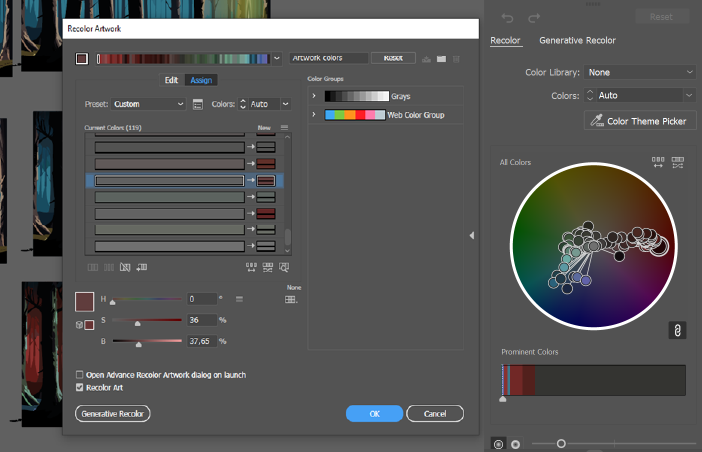 Recolor Artwork
Artwork colors
Reset
Edit
Assign
Preset:
Custom
Colors:
Auto
Current Colors (119)
New
H
0
°
S
36
%
B
37,65
%
None
Open Advance Recolor Artwork dialog on launch
Recolor Art
Generative Recolor
OK
Cancel
Color Groups
Grays
Web Color Group
Reset
Recolor
Generative Recolor
Color Library:
None
Colors:
Auto
Color Theme Picker
All Colors
Prominent Colors